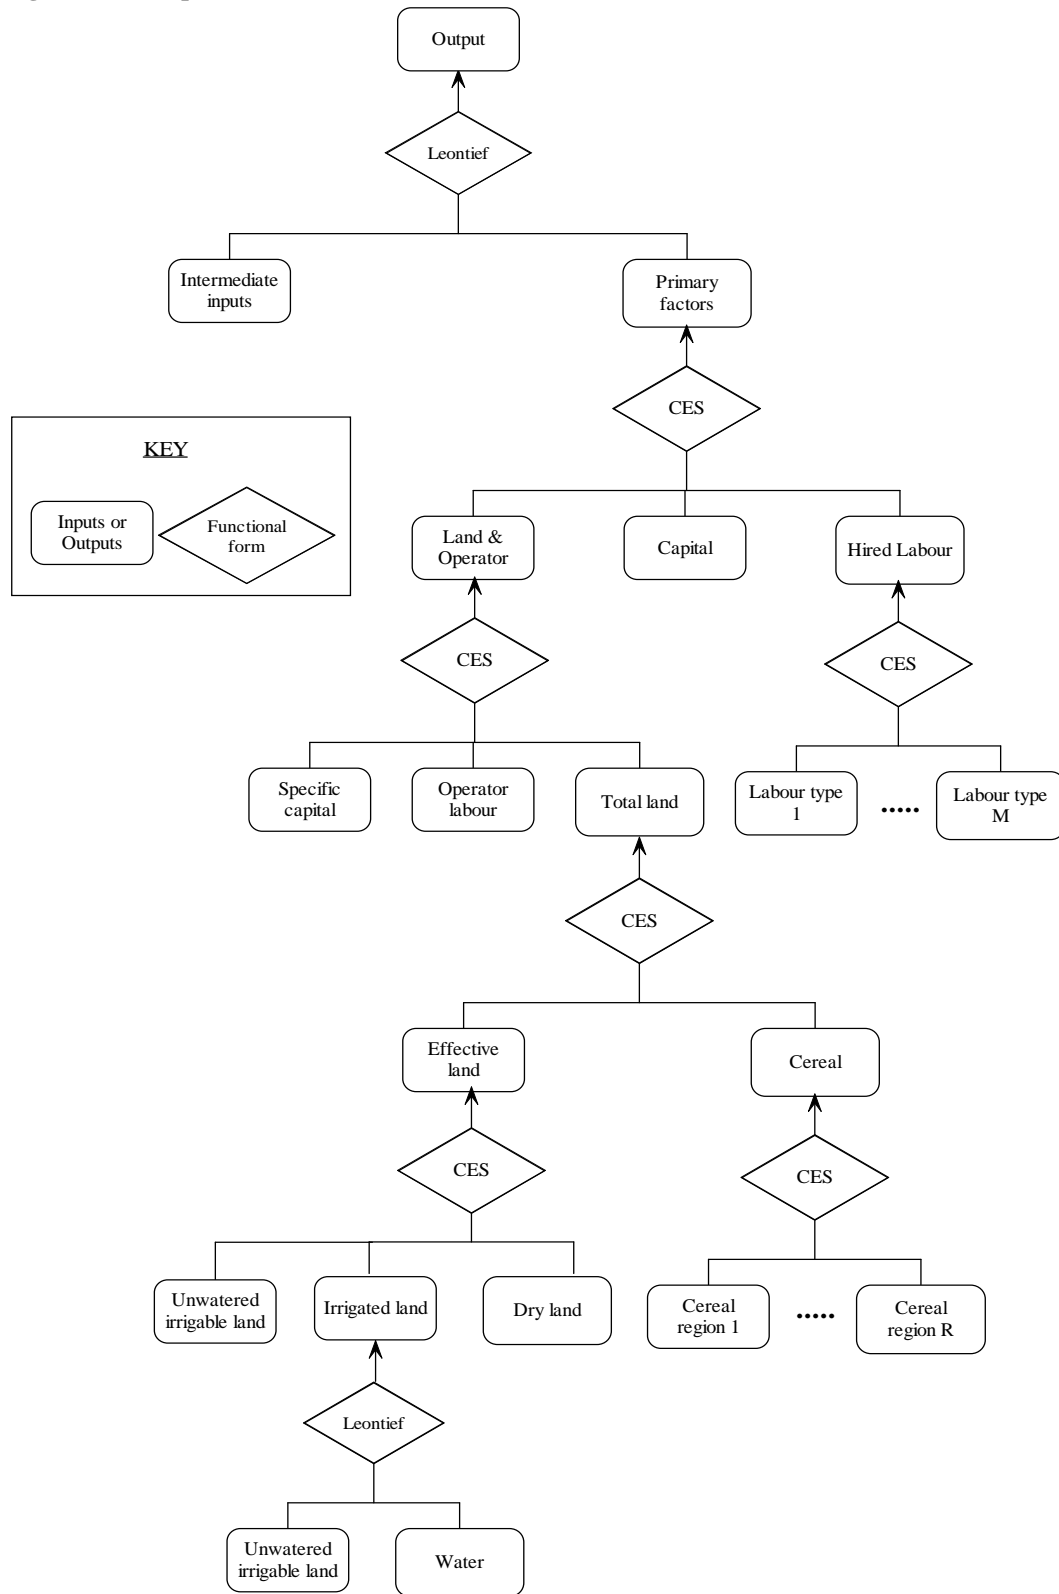 Output
Leontief
Intermediate
inputs
Primary
factors
CES
KEY
Inputs or
Outputs
Functional
form
Land &
Operator
Capital
Hired Labour
CES
CES
Specific
capital
Operator
labour
Total land
Labour type
1
.....
Labour type
M
CES
Effective
land
Cereal
CES
CES
Unwatered
irrigable land
Irrigated land
Dry land
Cereal
region 1
.....
Cereal
region R
Leontief
Unwatered
irrigable land
Water